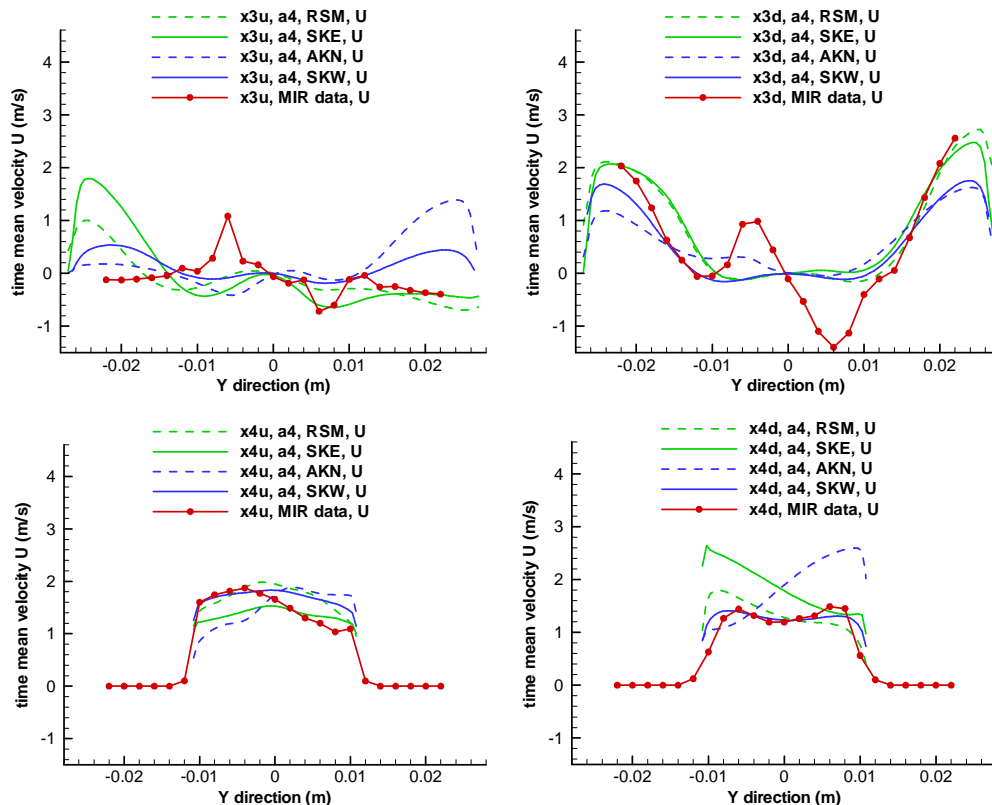 x3u, a4, RSM, U
x3u, a4, SKE, U
x3u, a4, AKN, U
x3u, a4, SKW, U
x3u, MIR data, U
time mean velocity U (m/s)
4
3
2
1
0
-1
-0.02
-0.01
0
0.01
0.02
Y direction (m)
x3d, a4, RSM, U
x3d, a4, SKE, U
x3d, a4, AKN, U
x3d, a4, SKW, U
x3d, MIR data, U
time mean velocity U (m/s)
4
3
2
1
0
-1
-0.02
-0.01
0
0.01
0.02
Y direction (m)
x4u, a4, RSM, U
x4u, a4, SKE, U
x4u, a4, AKN, U
x4u, a4, SKW, U
x4u, MIR data, U
time mean velocity U (m/s)
4
3
2
1
0
-1
-0.02
-0.01
0
0.01
0.02
Y direction (m)
x4d, a4, RSM, U
x4d, a4, SKE, U
x4d, a4, AKN, U
x4d, a4, SKW, U
x4d, MIR data, U
time mean velocity U (m/s)
4
3
2
1
0
-1
-0.02
-0.01
0
0.01
0.02
Y direction (m)